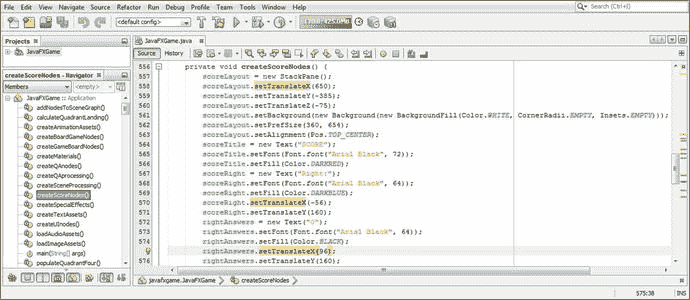 File Edit View Navigate Source Refactor Run Debug Profile Team Tools Window Help
Search (Ctrl+I)
<default config>
Projects
JavaFXGame
createScoreNodes - Navigator
Members <empty>
JavaFXGame :: Application
addNodesToSceneGraph()
calculateQuadrantLanding()
createAnimationAssets()
createBoardGameNodes()
createGameBoardNodes()
createMaterials()
createQAnodes()
createQAprocessing()
createSceneProcessing()
createScoreNodes()
createSpecialEffects()
createTextAssets()
createUInodes()
loadAudioAssets()
loadImageAssets()
main(String[] args)
populateQuadrantFour()
JavaFXGame.java
Source History
556 private void createScoreNodes() {
557 scoreLayout = new StackPane();
558 scoreLayout.setTranslateX(650);
559 scoreLayout.setTranslateY(-385);
560 scoreLayout.setTranslateZ(-75);
561 scoreLayout.setBackground(new Background(new BackgroundFill(Color.WHITE, CornerRadii.EMPTY, Insets.EMPTY)));
562 scoreLayout.setPrefSize(360, 654);
563 scoreLayout.setAlignment(Pos.TOP_CENTER);
564 scoreTitle = new Text("SCORE");
565 scoreTitle.setFont(Font.font("Arial Black", 72));
566 scoreTitle.setFill(Color.DARKRED);
567 scoreRight = new Text("Right:");
568 scoreRight.setFont(Font.font("Arial Black", 64));
569 scoreRight.setFill(Color.DARKBLUE);
570 scoreRight.setTranslateX(-56);
571 scoreRight.setTranslateY(160);
572 rightAnswers = new Text("0");
573 rightAnswers.setFont(Font.font("Arial Black", 64));
574 rightAnswers.setFill(Color.BLACK);
rightAnswers.setTranslateX(96);
576 rightAnswers.setTranslateY(160);
javafxgame.JavaFXGame createScoreNodes
575:38 INS